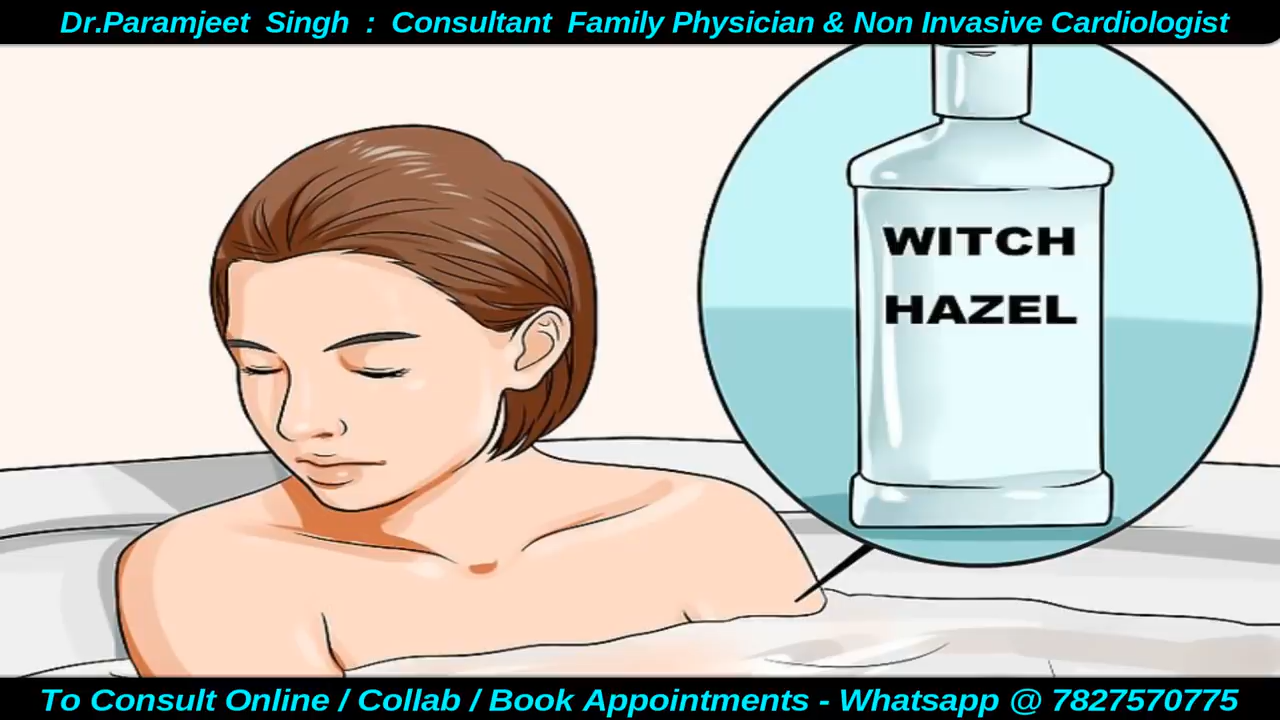 Dr.Paramjeet Singh : Consultant Family Physician & Non Invasive Cardiologist
WITCH
HAZEL
To Consult Online / Collab / Book Appointments - Whatsapp @ 7827570775